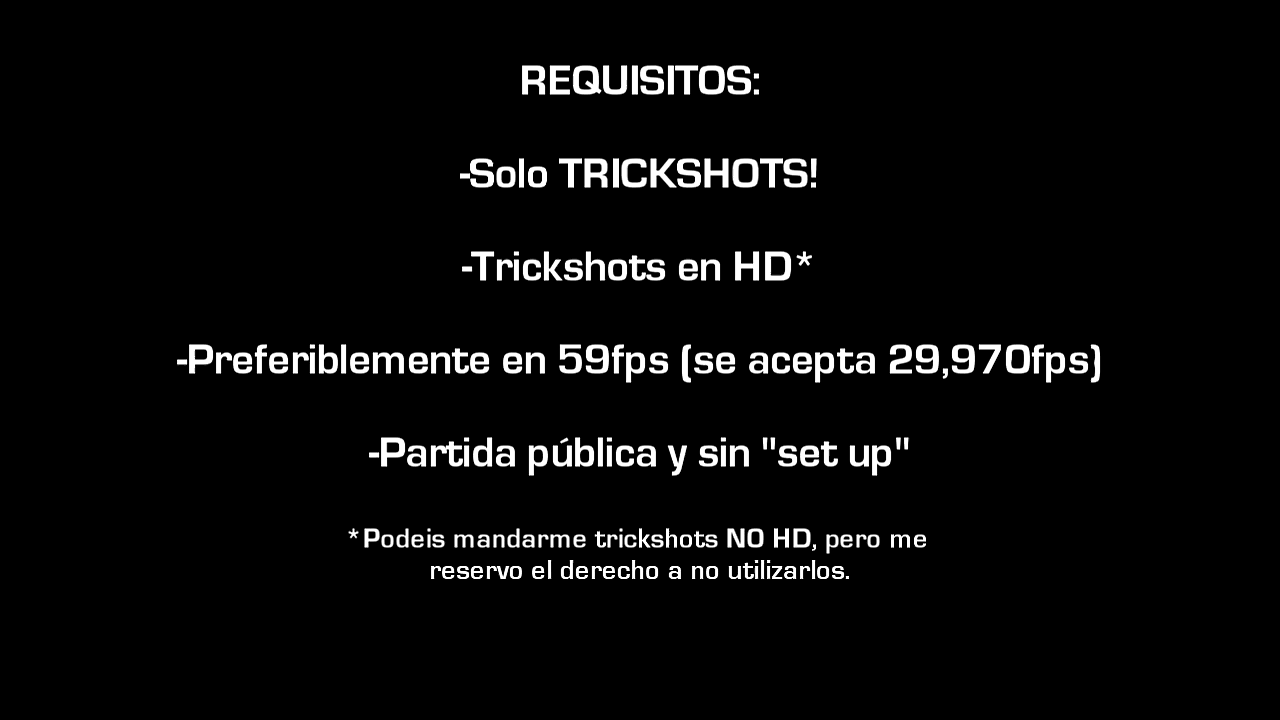 REQUISITOS:
-Solo TRICKSHOTS!
-Trickshots en HD*
-Preferiblemente en 59fps (se acepta 29,970fps)
-Partida pública y sin "set up"
*Podeis mandarme trickshots NO HD, pero me
reservo el derecho a no utilizarlos.